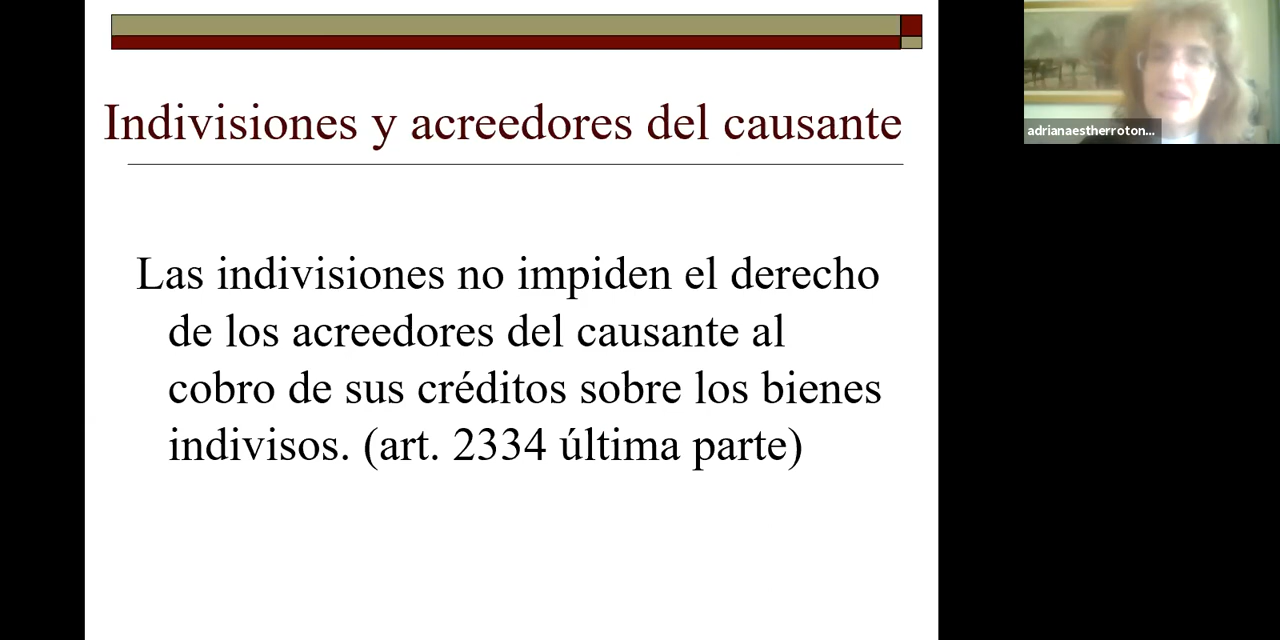 Indivisiones y acreedores del causante
Las indivisiones no impiden el derecho
de los acreedores del causante al
cobro de sus créditos sobre los bienes
indivisos. (art. 2334 última parte)
adrianaestherroton...